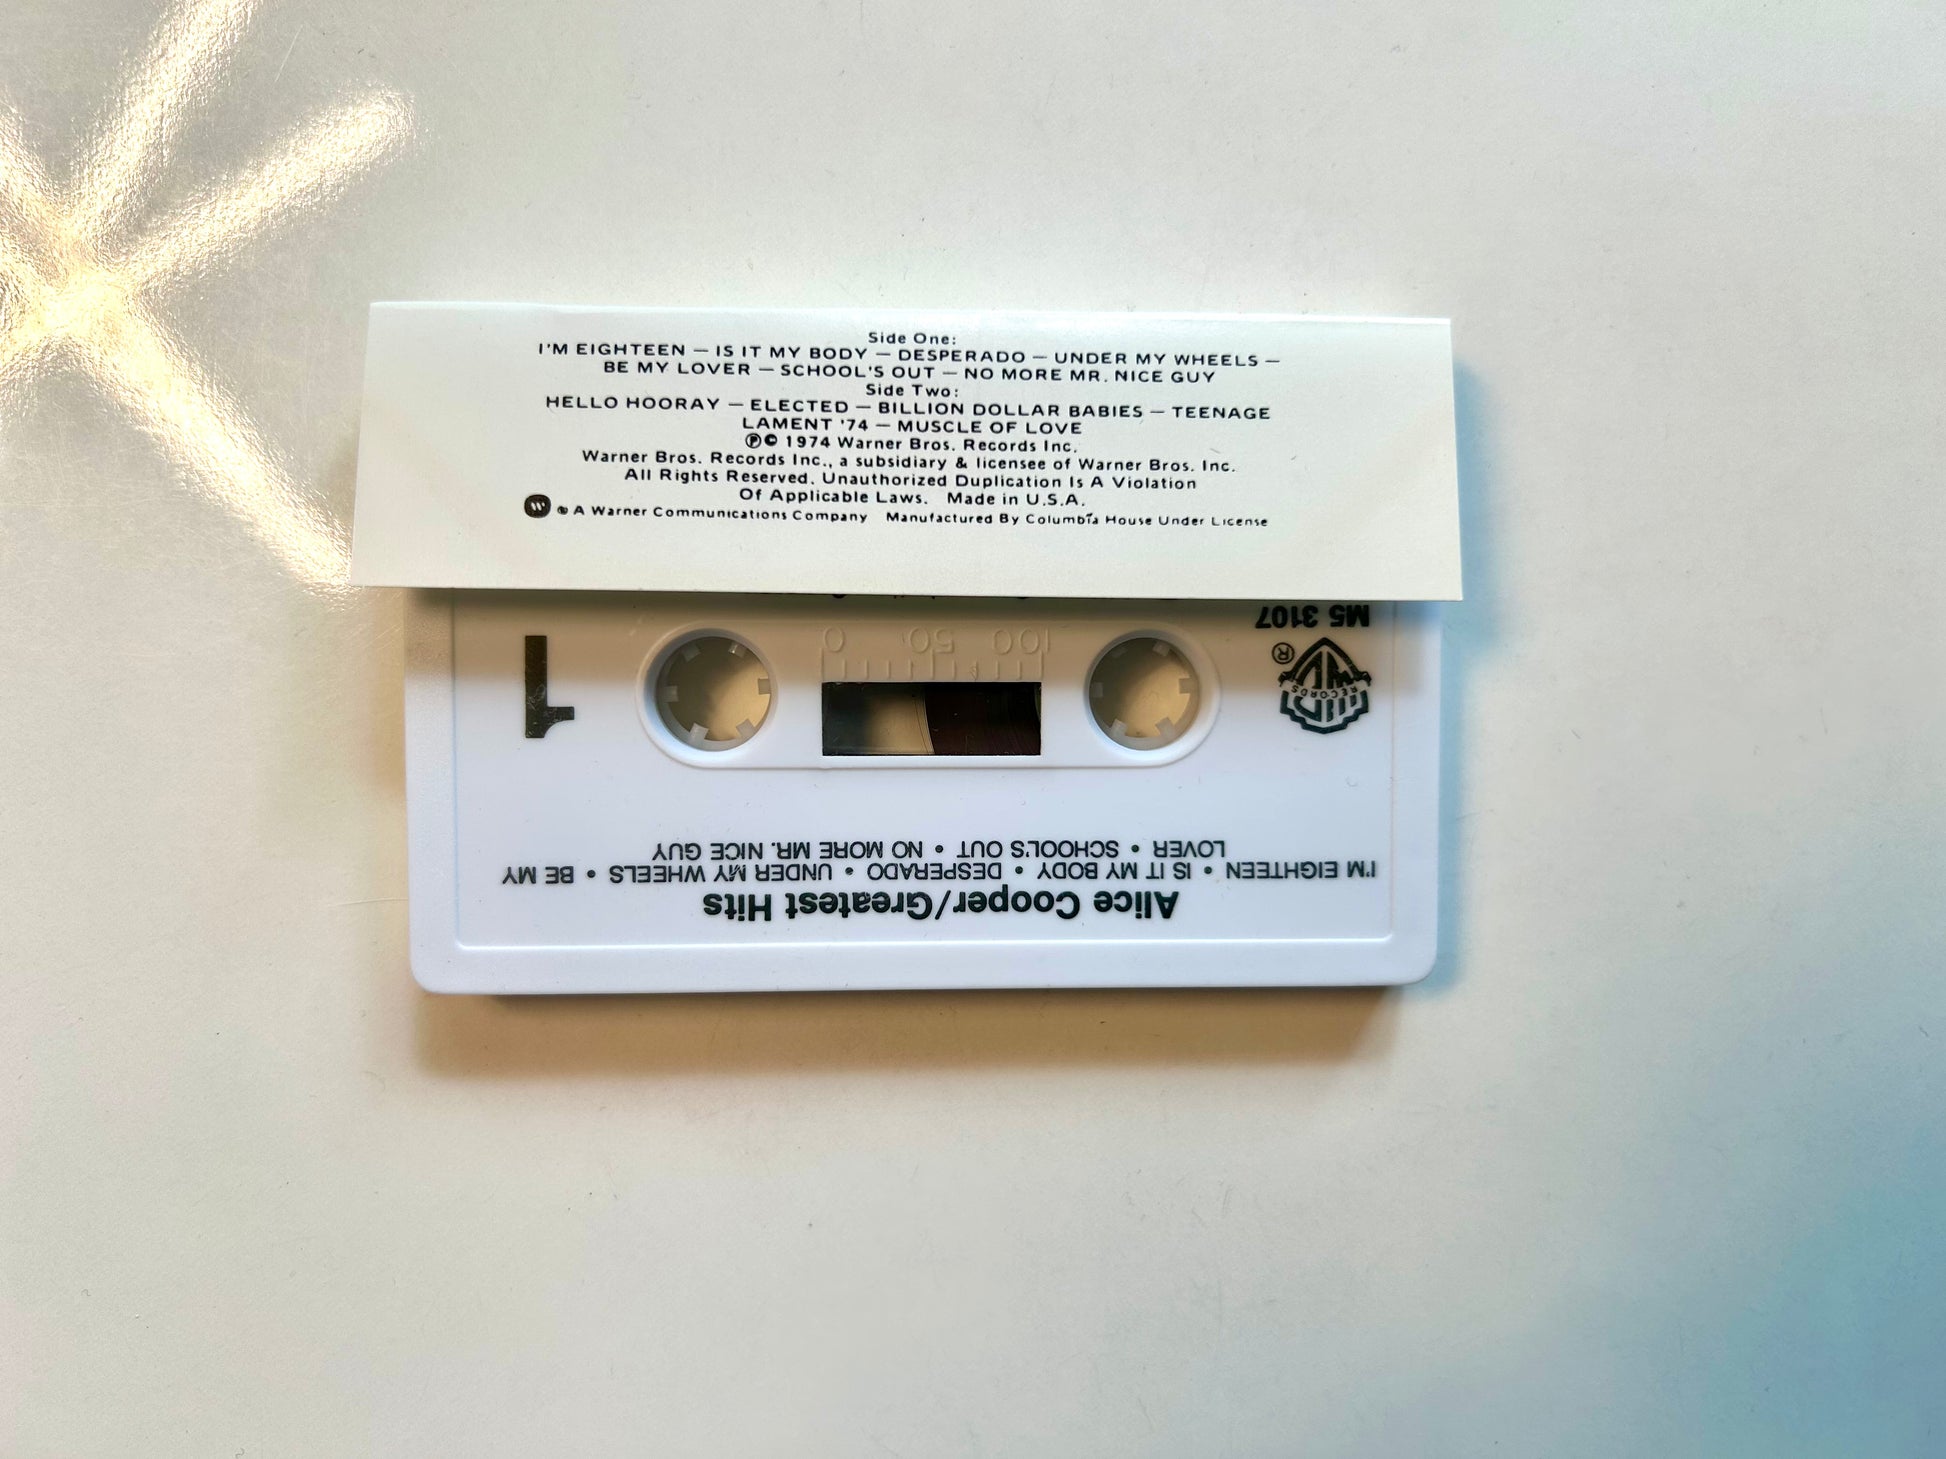 Side One:
I'M EIGHTEEN — IS IT MY BODY — DESPERADO — UNDER MY WHEELS —
BE MY LOVER — SCHOOL'S OUT — NO MORE MR. NICE GUY
Side Two:
HELLO HOORAY — ELECTED — BILLION DOLLAR BABIES — TEENAGE
LAMENT '74 — MUSCLE OF LOVE
℗© 1974 Warner Bros. Records Inc.
Warner Bros. Records Inc., a subsidiary & licensee of Warner Bros. Inc.
All Rights Reserved. Unauthorized Duplication Is A Violation
Of Applicable Laws. Made in U.S.A.
A Warner Communications Company Manufactured By Columbia House Under License
Alice Cooper/Greatest Hits
I'M EIGHTEEN • IS IT MY BODY • DESPERADO • UNDER MY WHEELS • BE MY
LOVER • SCHOOL'S OUT • NO MORE MR. NICE GUY
RECORDS ®
1
100 50 0
M5 3107